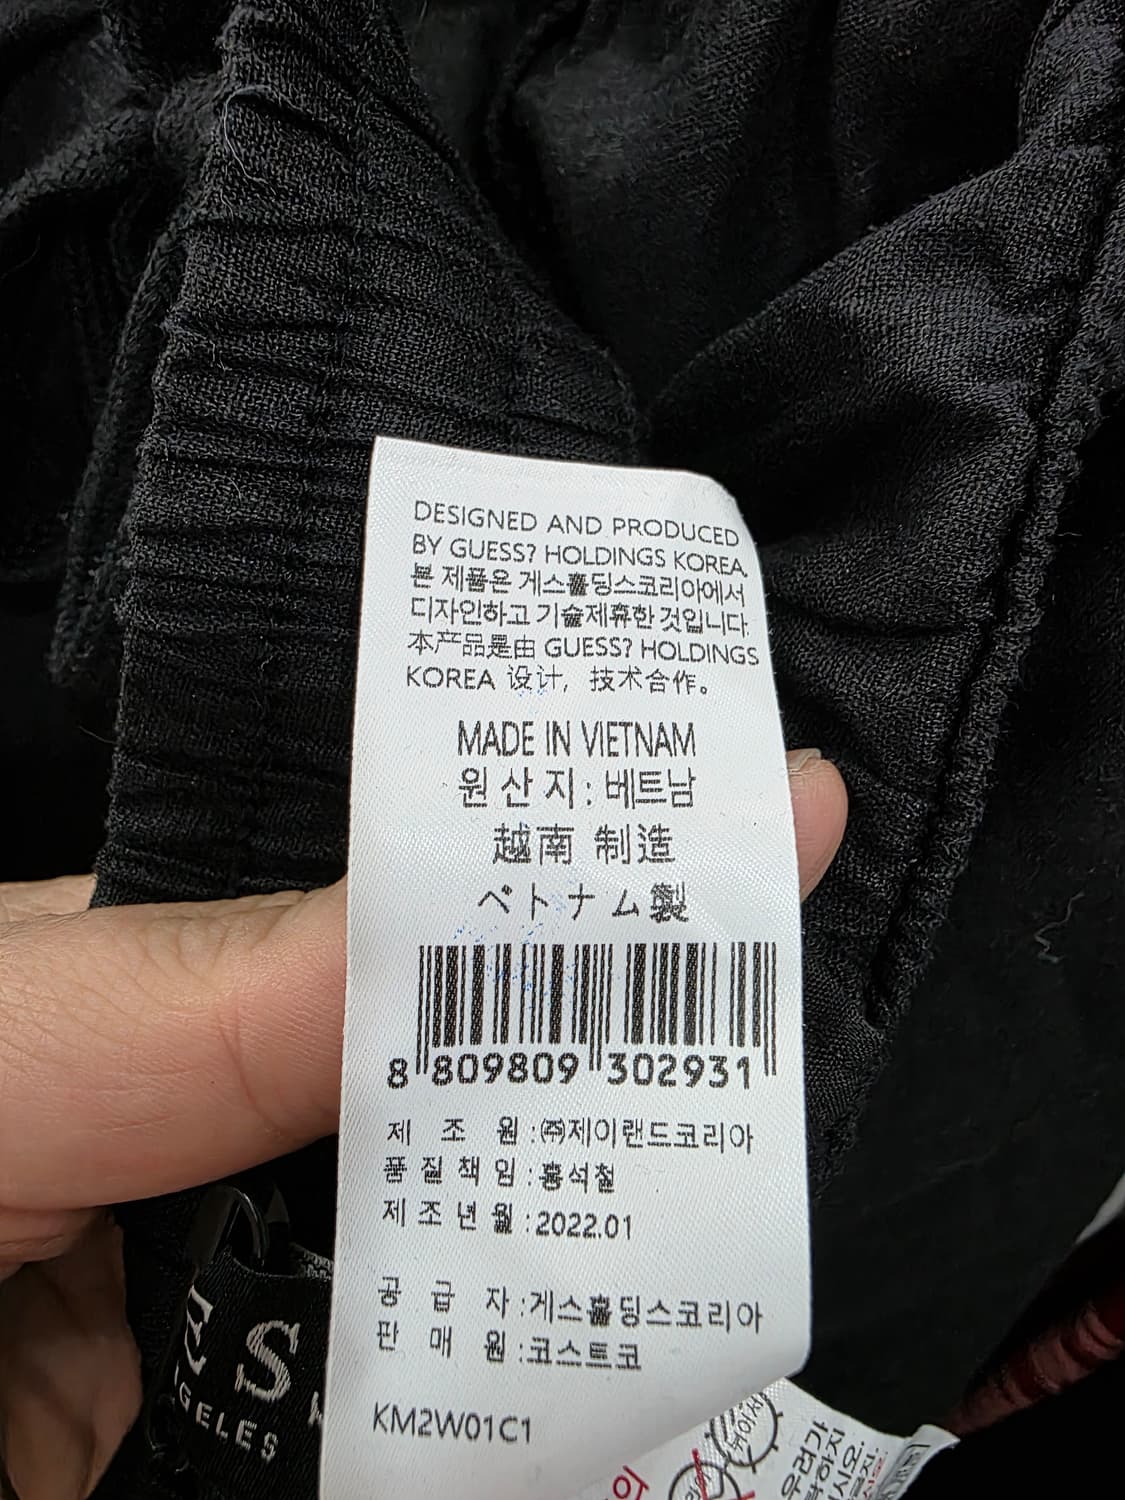 DESIGNED AND PRODUCED
BY GUESS? HOLDINGS KOREA.
본 제품은 게스홀딩스코리아에서
디자인하고 기술제휴한 것입니다.
本产品是由 GUESS? HOLDINGS
KOREA 设计, 技术合作。
MADE IN VIETNAM
원 산 지 : 베트남
越南 制造
ベトナム製
8 809809 302931
제 조 원 : ㈜제이랜드코리아
품 질 책 임 : 홍석철
제 조 년 월 : 2022.01
공 급 자 : 게스홀딩스코리아
판 매 원 : 코스트코
KM2W01C1
ES
GELES
우려가